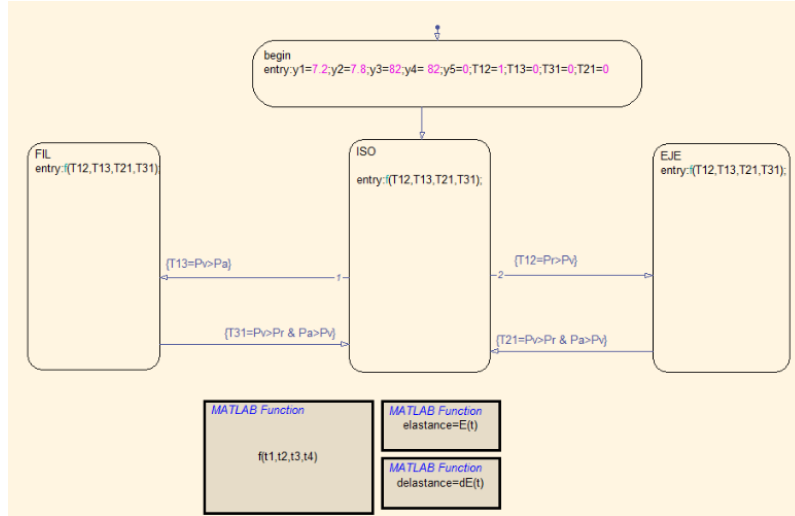 begin
entry:y1=7.2;y2=7.8;y3=82;y4= 82;y5=0;T12=1;T13=0;T31=0;T21=0
FIL
entry:f(T12,T13,T21,T31);
ISO
entry:f(T12,T13,T21,T31);
EJE
entry:f(T12,T13,T21,T31);
{T13=Pv>Pa}
1
2
{T12=Pr>Pv}
{T31=Pv>Pr & Pa>Pv}
{T21=Pv>Pr & Pa>Pv}
MATLAB Function
f(t1,t2,t3,t4)
MATLAB Function
elastance=E(t)
MATLAB Function
delastance=dE(t)